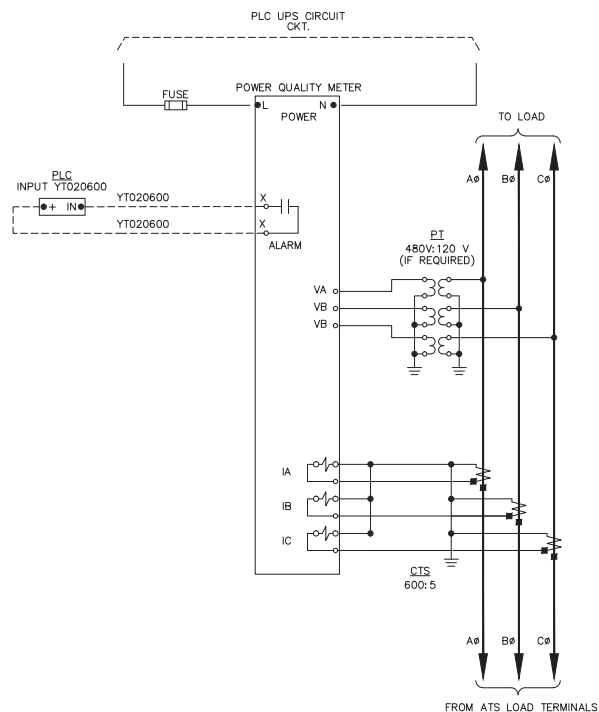 PLC UPS CIRCUIT
CKT.
FUSE
POWER QUALITY METER
L
N
POWER
TO LOAD
AØ
BØ
CØ
PLC
INPUT YT020600
+ IN
YT020600
YT020600
X
X
ALARM
PT
480V:120 V
(IF REQUIRED)
VA
VB
VB
IA
IB
IC
CTS
600:5
AØ
BØ
CØ
FROM ATS LOAD TERMINALS